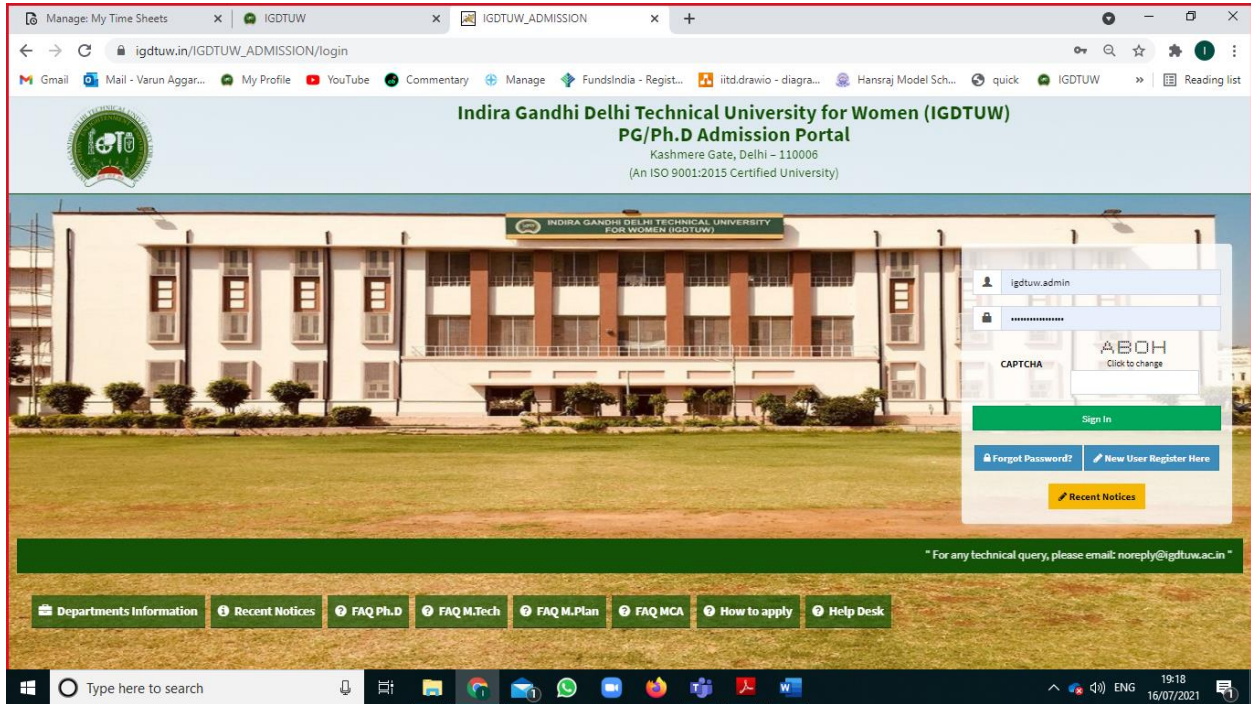 Manage: My Time Sheets
IGDTUW
IGDTUW_ADMISSION
igdtuw.in/IGDTUW_ADMISSION/login
Gmail
Mail - Varun Aggar...
My Profile
YouTube
Commentary
Manage
FundsIndia - Regist...
iitd.drawio - diagra...
Hansraj Model Sch...
quick
IGDTUW
»
Reading list
Indira Gandhi Delhi Technical University for Women (IGDTUW)
PG/Ph.D Admission Portal
Kashmere Gate, Delhi – 110006
(An ISO 9001:2015 Certified University)
INDIRA GANDHI DELHI TECHNICAL UNIVERSITY
FOR WOMEN (IGDTUW)
igdtuw.admin
ABOH
CAPTCHA
Click to change
Sign In
Forgot Password?
New User Register Here
Recent Notices
" For any technical query, please email: noreply@igdtuw.ac.in "
Departments Information
Recent Notices
FAQ Ph.D
FAQ M.Tech
FAQ M.Plan
FAQ MCA
How to apply
Help Desk
Type here to search
ENG
19:18
16/07/2021